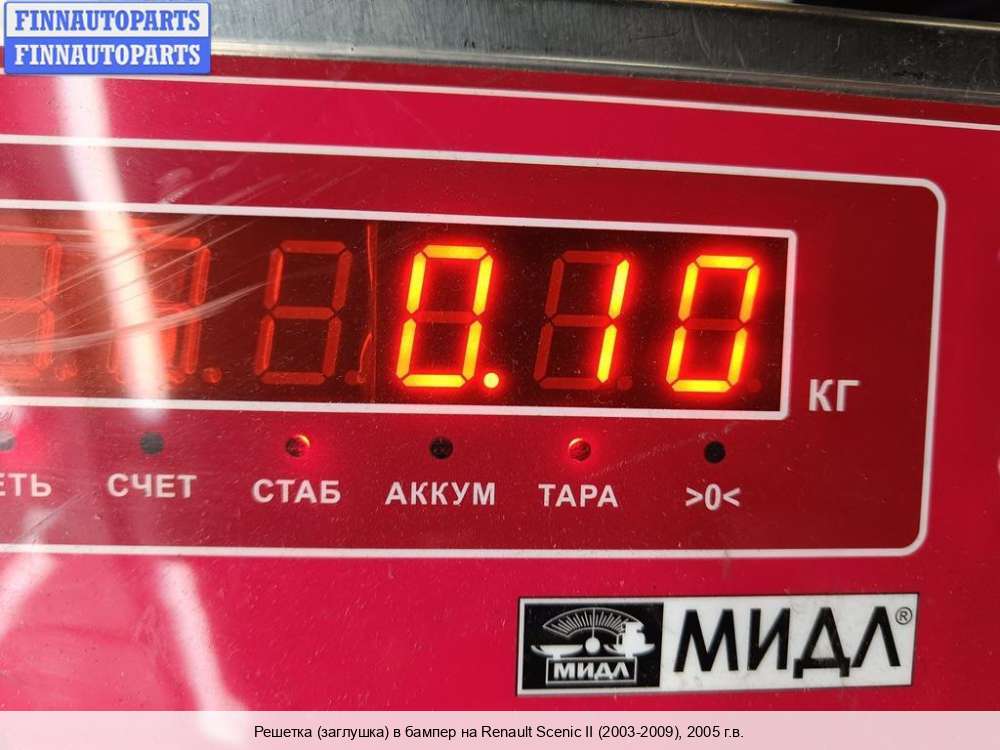 FINNAUTOPARTS
FINNAUTOPARTS
0.10
КГ
СЧЕТ СТАБ АККУМ ТАРА >0<
МИДЛ МИДЛ®
Решетка (заглушка) в бампер на Renault Scenic II (2003-2009), 2005 г.в.